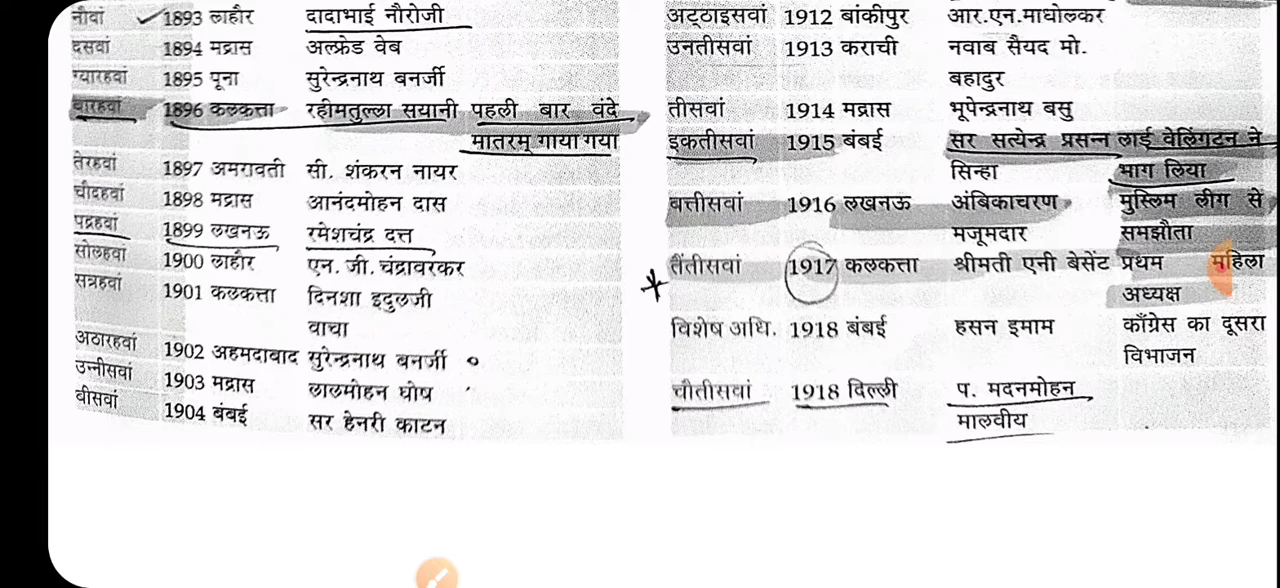 नौवां 1893 लाहौर दादाभाई नौरोजी
दसवां 1894 मद्रास अल्फ्रेड वेब
ग्यारहवां 1895 पूना सुरेन्द्रनाथ बनर्जी
बारहवां 1896 कलकत्ता रहीमतुल्ला सयानी पहली बार वंदे
मातरम् गाया गया
तेरहवां 1897 अमरावती सी. शंकरन नायर
चौदहवां 1898 मद्रास आनंदमोहन दास
पद्रहवां 1899 लखनऊ रमेशचंद्र दत्त
सोलहवां 1900 लाहौर एन. जी. चंद्रावरकर
सत्रहवां 1901 कलकत्ता दिनशा इदुलजी
वाचा
अठारहवां 1902 अहमदाबाद सुरेन्द्रनाथ बनर्जी
उन्नीसवां 1903 मद्रास लालमोहन घोष
बीसवां 1904 बंबई सर हेनरी काटन
अट्ठाइसवां 1912 बांकीपुर आर.एन.माधोल्कर
उनतीसवां 1913 कराची नवाब सैयद मो.
बहादुर
तीसवां 1914 मद्रास भूपेन्द्रनाथ बसु
इकतीसवां 1915 बंबई सर सत्येन्द्र प्रसन्न लार्ड वेलिंगटन ने
सिन्हा भाग लिया
बत्तीसवां 1916 लखनऊ अंबिकाचरण मुस्लिम लीग से
मजूमदार समझौता
तैंतीसवां 1917 कलकत्ता श्रीमती एनी बेसेंट प्रथम महिला
अध्यक्ष
विशेष अधि. 1918 बंबई हसन इमाम काँग्रेस का दूसरा
विभाजन
चौतीसवां 1918 दिल्ली प. मदनमोहन
मालवीय